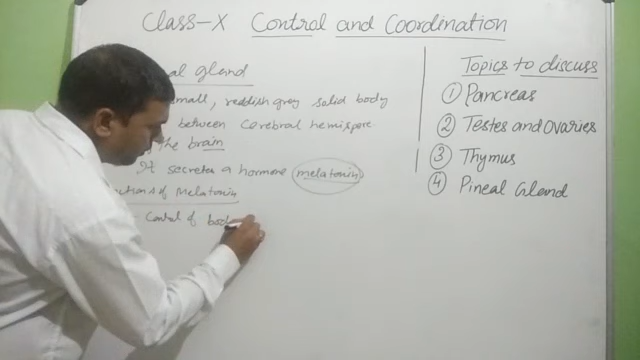 Class-X Control and Coordination
al gland
small, reddish grey solid body
between Cerebral hemispore
the brain
It secretes a hormone melatonin
ctions of Melatonin
- Control of body
Topics to discuss
① Pancreas
② Testes and Ovaries
③ Thymus
④ Pineal Gland